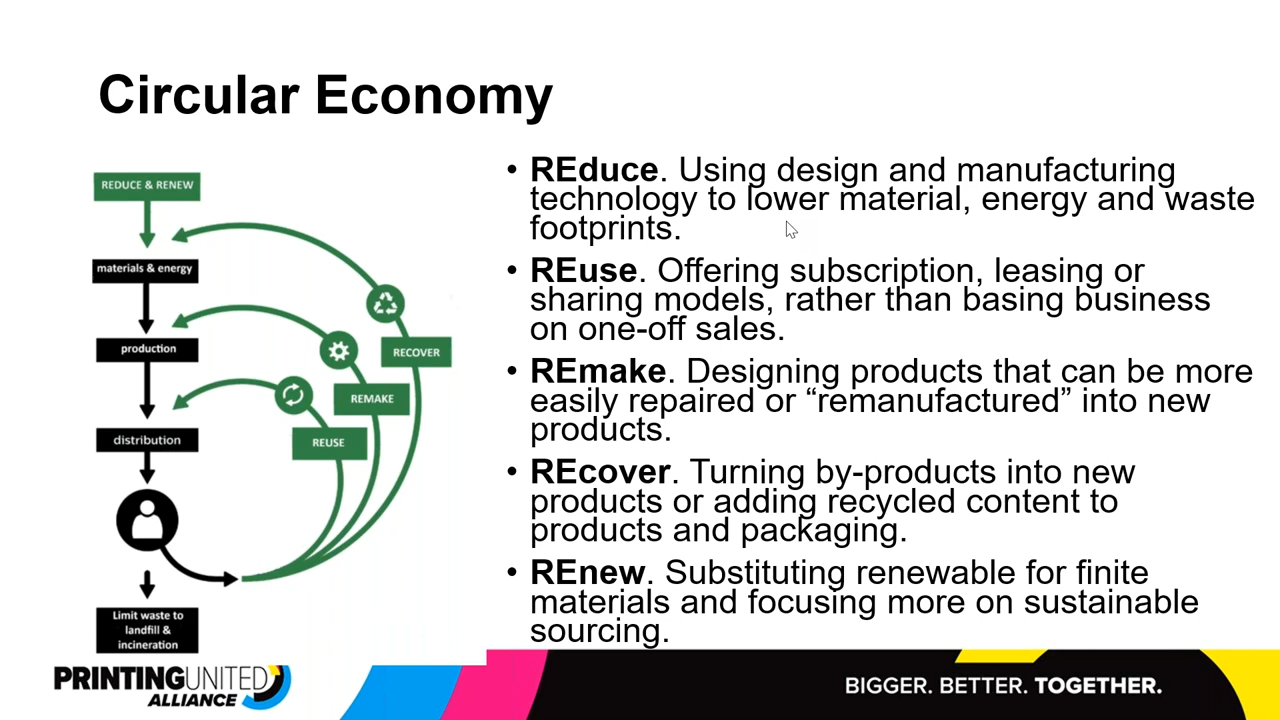 Circular Economy
REDUCE & RENEW
materials & energy
production
distribution
RECOVER
REMAKE
REUSE
Limit waste to
landfill &
incineration
• REduce. Using design and manufacturing
technology to lower material, energy and waste
footprints.
• REuse. Offering subscription, leasing or
sharing models, rather than basing business
on one-off sales.
• REmake. Designing products that can be more
easily repaired or “remanufactured” into new
products.
• REcover. Turning by-products into new
products or adding recycled content to
products and packaging.
• REnew. Substituting renewable for finite
materials and focusing more on sustainable
sourcing.
PRINTING UNITED
ALLIANCE
BIGGER. BETTER. TOGETHER.